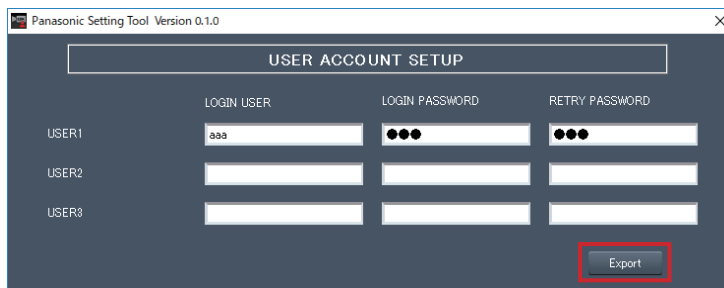 Panasonic Setting Tool Version 0.1.0
USER ACCOUNT SETUP
LOGIN USER LOGIN PASSWORD RETRY PASSWORD
USER1 aaa ●●● ●●●
USER2
USER3
Export